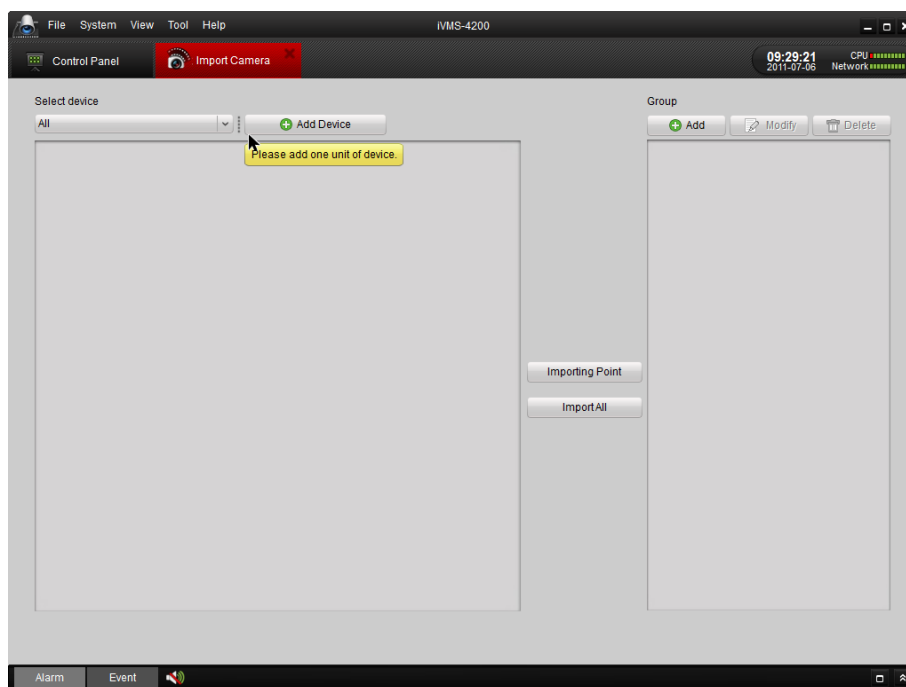 File System View Tool Help iVMS-4200
Control Panel Import Camera 09:29:21 CPU
2011-07-06 Network
Select device Group
All Add Device Add Modify Delete
Please add one unit of device.
Importing Point
Import All
Alarm Event